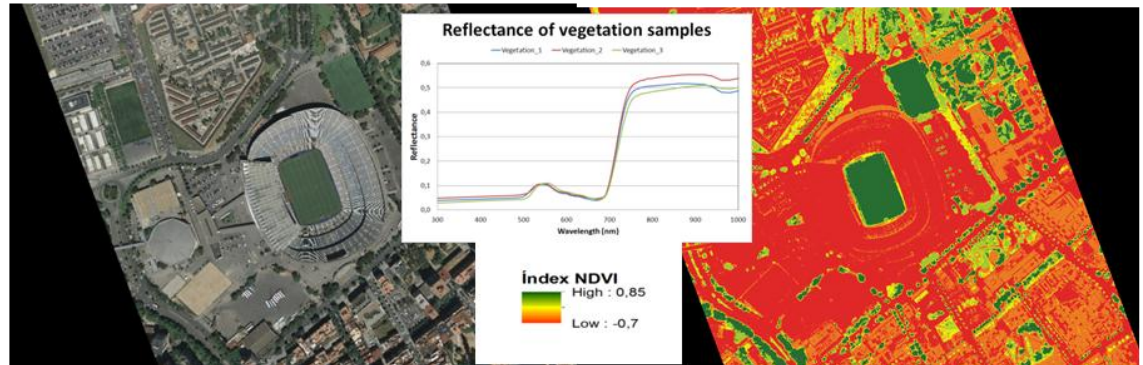 Reflectance of vegetation samples
Vegetation_1 Vegetation_2 Vegetation_3
0,6
0,5
0,4
0,3
0,2
0,1
0,0
Reflectance
300 400 500 600 700 800 900 1000
Wavelength [nm]
Índex NDVI
High : 0,85
Low : -0,7